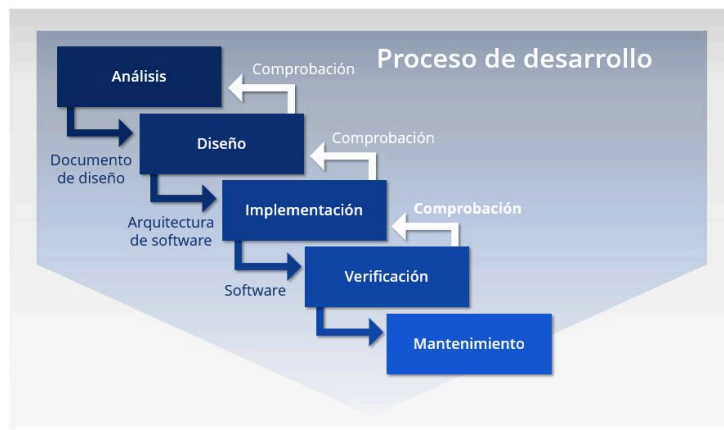 Proceso de desarrollo
Análisis
Comprobación
Documento
de diseño
Diseño
Comprobación
Arquitectura
de software
Implementación
Comprobación
Software
Verificación
Mantenimiento